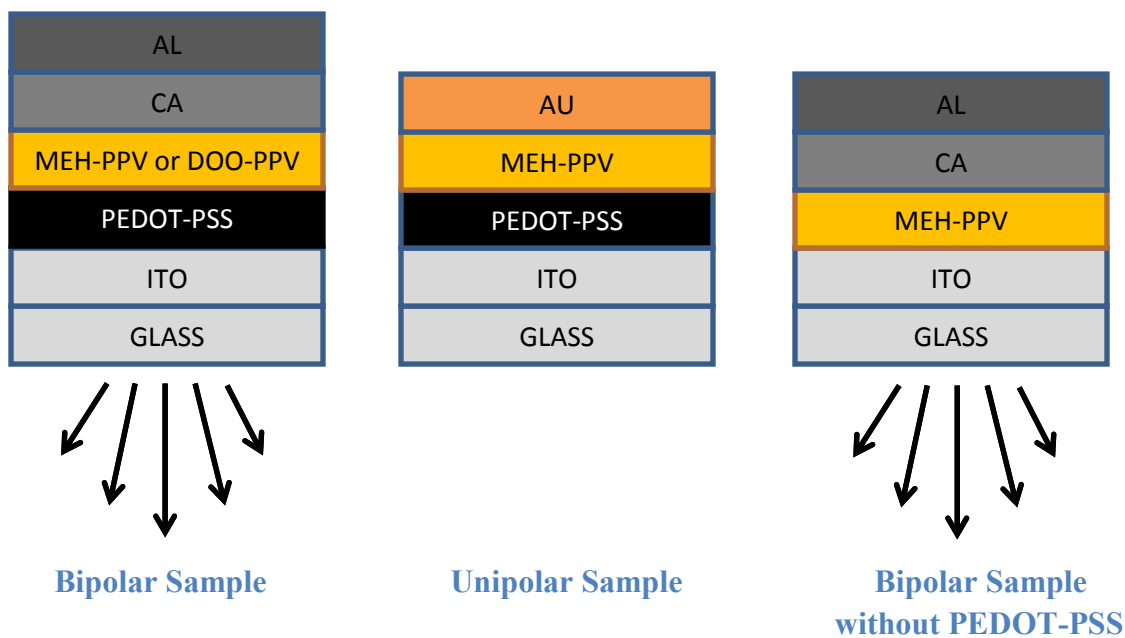 AL
CA
MEH-PPV or DOO-PPV
PEDOT-PSS
ITO
GLASS
Bipolar Sample
AU
MEH-PPV
PEDOT-PSS
ITO
GLASS
Unipolar Sample
AL
CA
MEH-PPV
ITO
GLASS
Bipolar Sample
without PEDOT-PSS